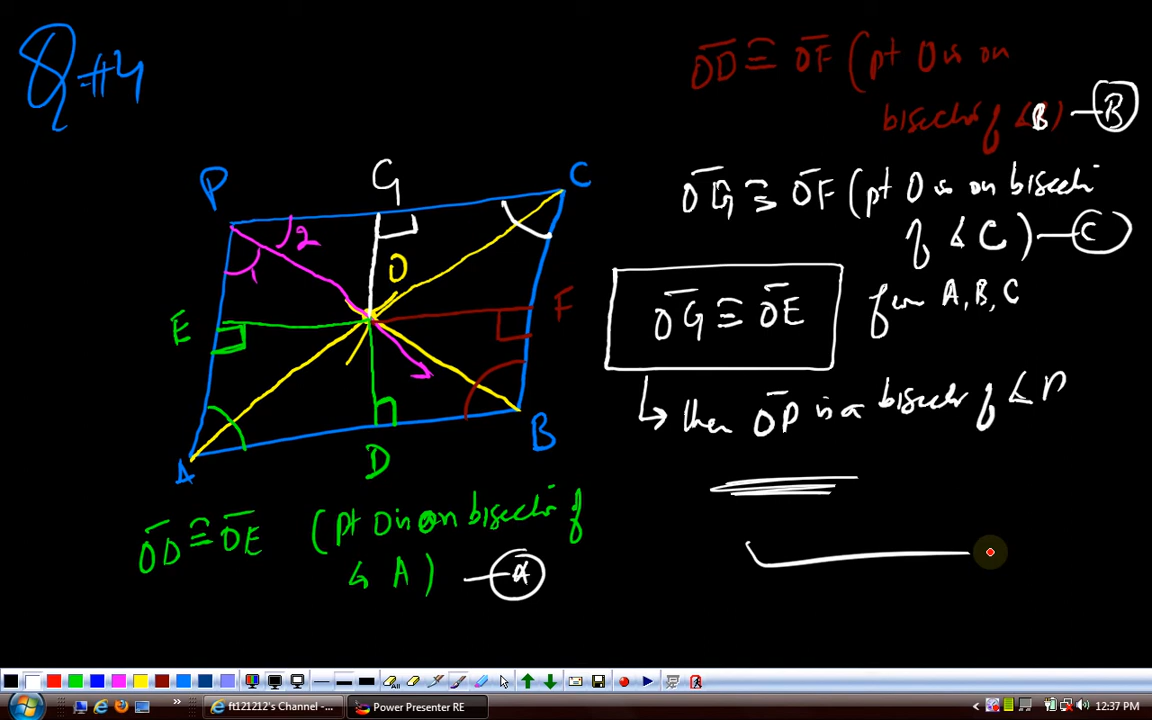 Q#4
OD ≅ OF (pt O is on
bisector of ∡B) — B
OG ≅ OF (pt O is on bisector
of ∡C) — C
OG ≅ OE from A, B, C
↳ then OP is a bisector of ∡P
P
G
C
2
1
O
E
F
A
D
B
OD ≅ OE (pt O is on bisector of
∡A) — A
ft121212's Channel -...
Power Presenter RE
12:37 PM